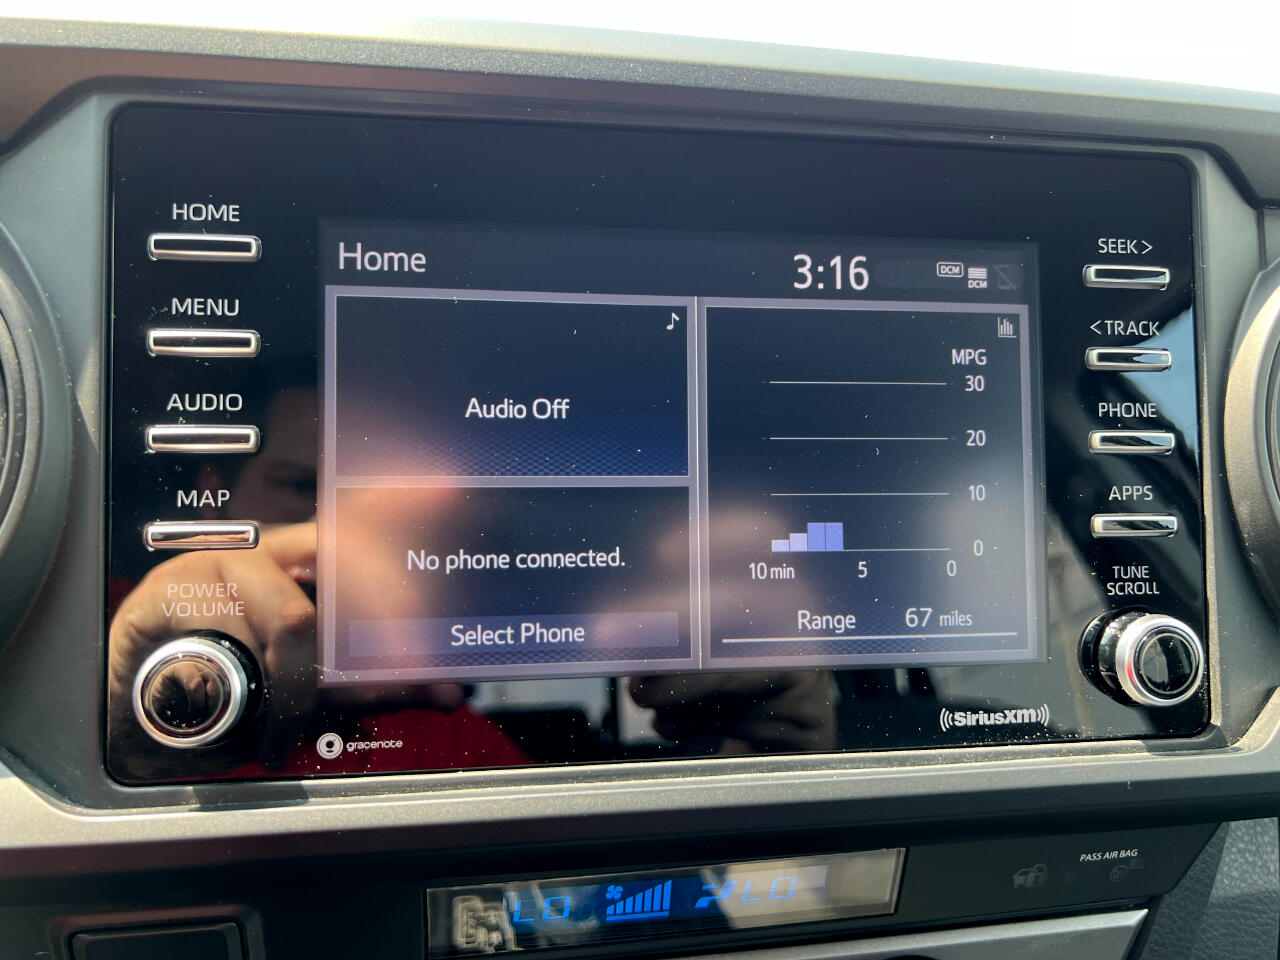 HOME
MENU
AUDIO
MAP
POWER
VOLUME
Home
3:16
DCM
DCM
Audio Off
No phone connected.
Select Phone
MPG
30
20
10
0
10 min 5 0
Range 67 miles
SEEK >
< TRACK
PHONE
APPS
TUNE
SCROLL
gracenote
((SiriusXM))
PASS AIR BAG
LO LO